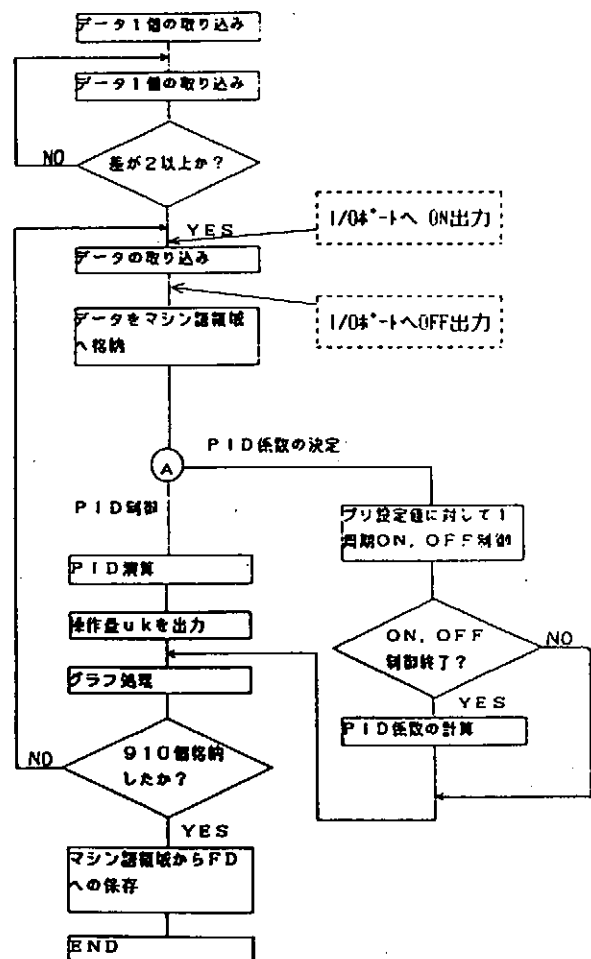 データ1個の取り込み
データ1個の取り込み
NO
差が2以上か?
YES
I/Oポートへ ON出力
データの取り込み
データをマシン語領域
へ格納
I/OポートへOFF出力
PID係数の決定
A
PID制御
プリ設定値に対して1
周期ON, OFF制御
PID演算
操作量ukを出力
ON, OFF
制御終了?
NO
グラフ処理
YES
PID係数の計算
NO
910個格納
したか?
YES
マシン語領域からFD
への保存
END